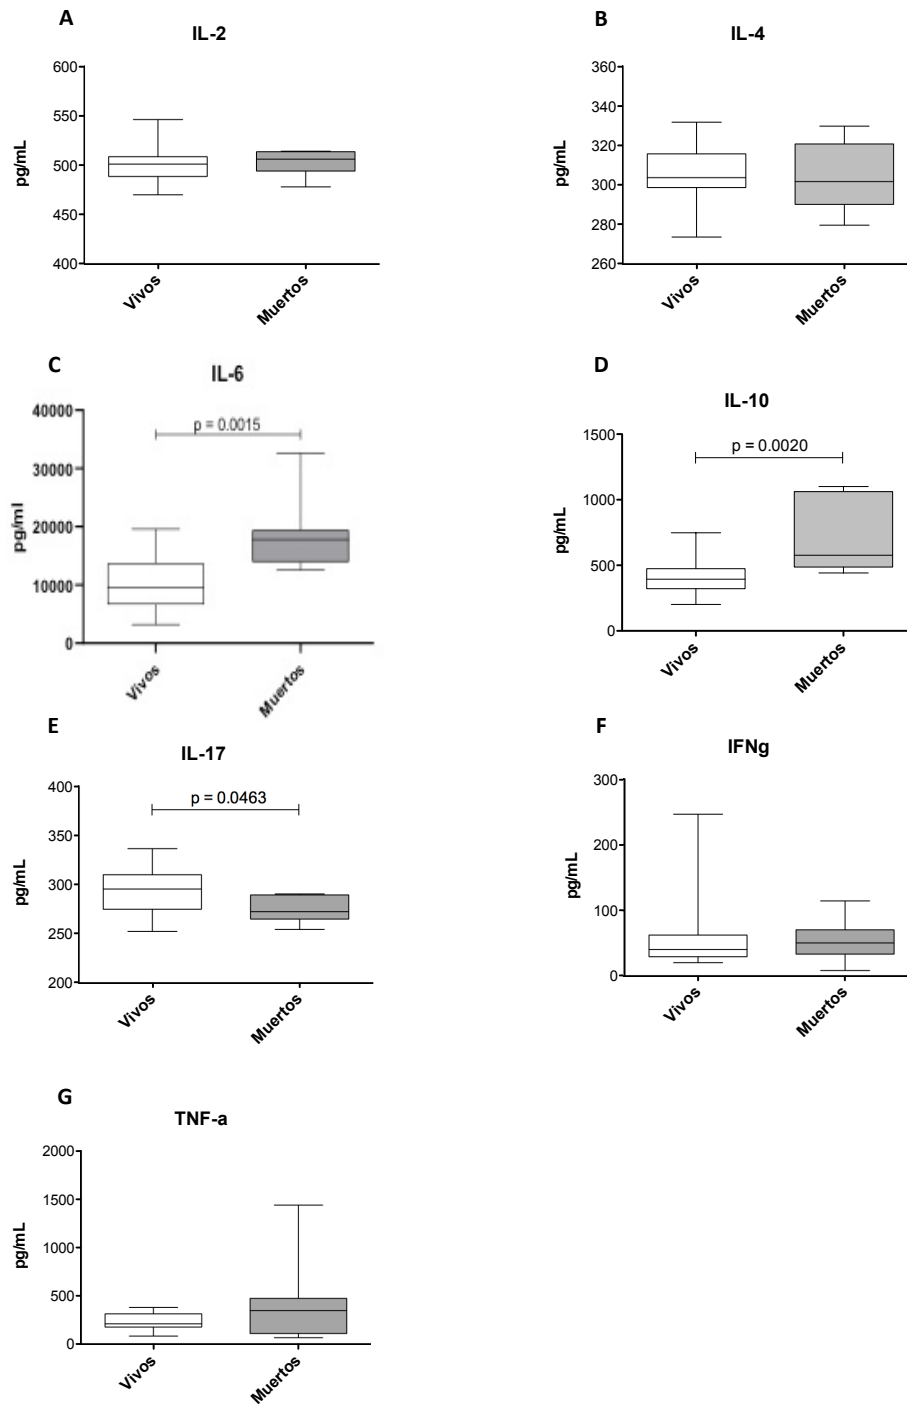 A
IL-2
600
550
500
450
400
pg/mL
Vivos
Muertos
B
IL-4
360
340
320
300
280
260
pg/mL
Vivos
Muertos
C
IL-6
40000
30000
20000
10000
0
pg/ml
p = 0.0015
Vivos
Muertos
D
IL-10
1500
1000
500
0
pg/mL
p = 0.0020
Vivos
Muertos
E
IL-17
400
350
300
250
200
pg/mL
p = 0.0463
Vivos
Muertos
F
IFNg
300
200
100
0
pg/mL
Vivos
Muertos
G
TNF-a
2000
1500
1000
500
0
pg/mL
Vivos
Muertos